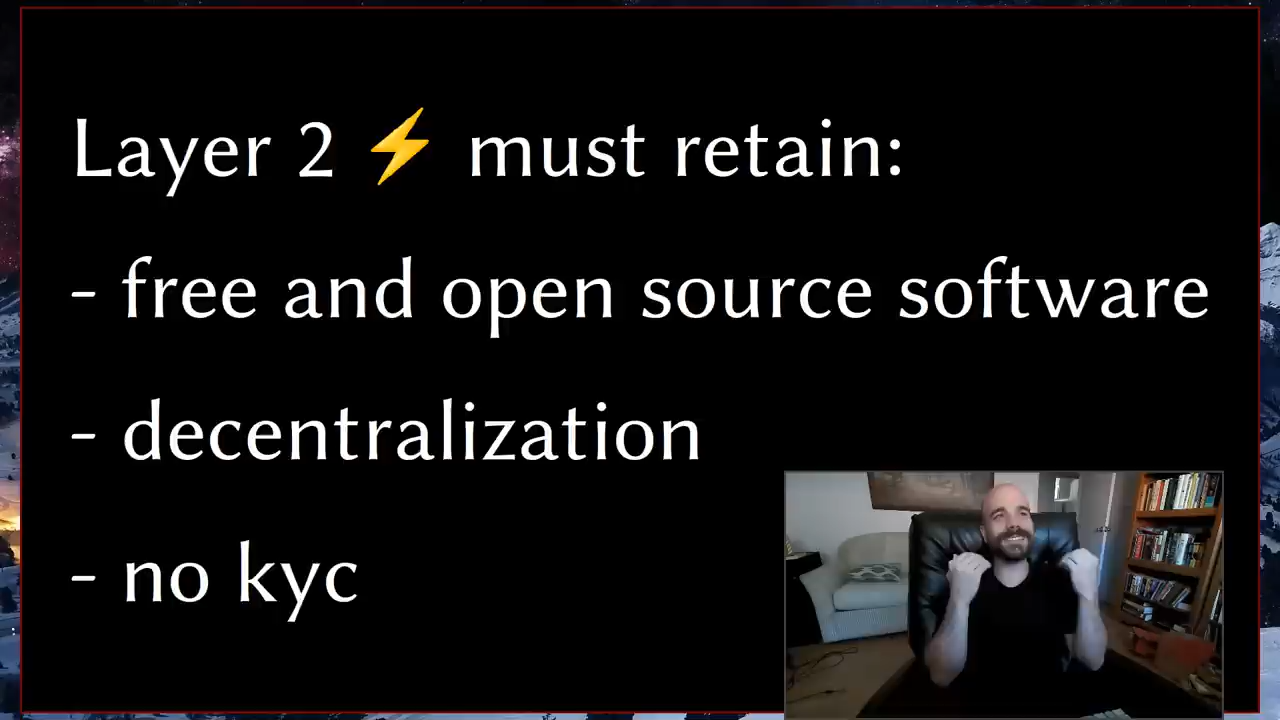 Layer 2 ⚡ must retain:
- free and open source software
- decentralization
- no kyc